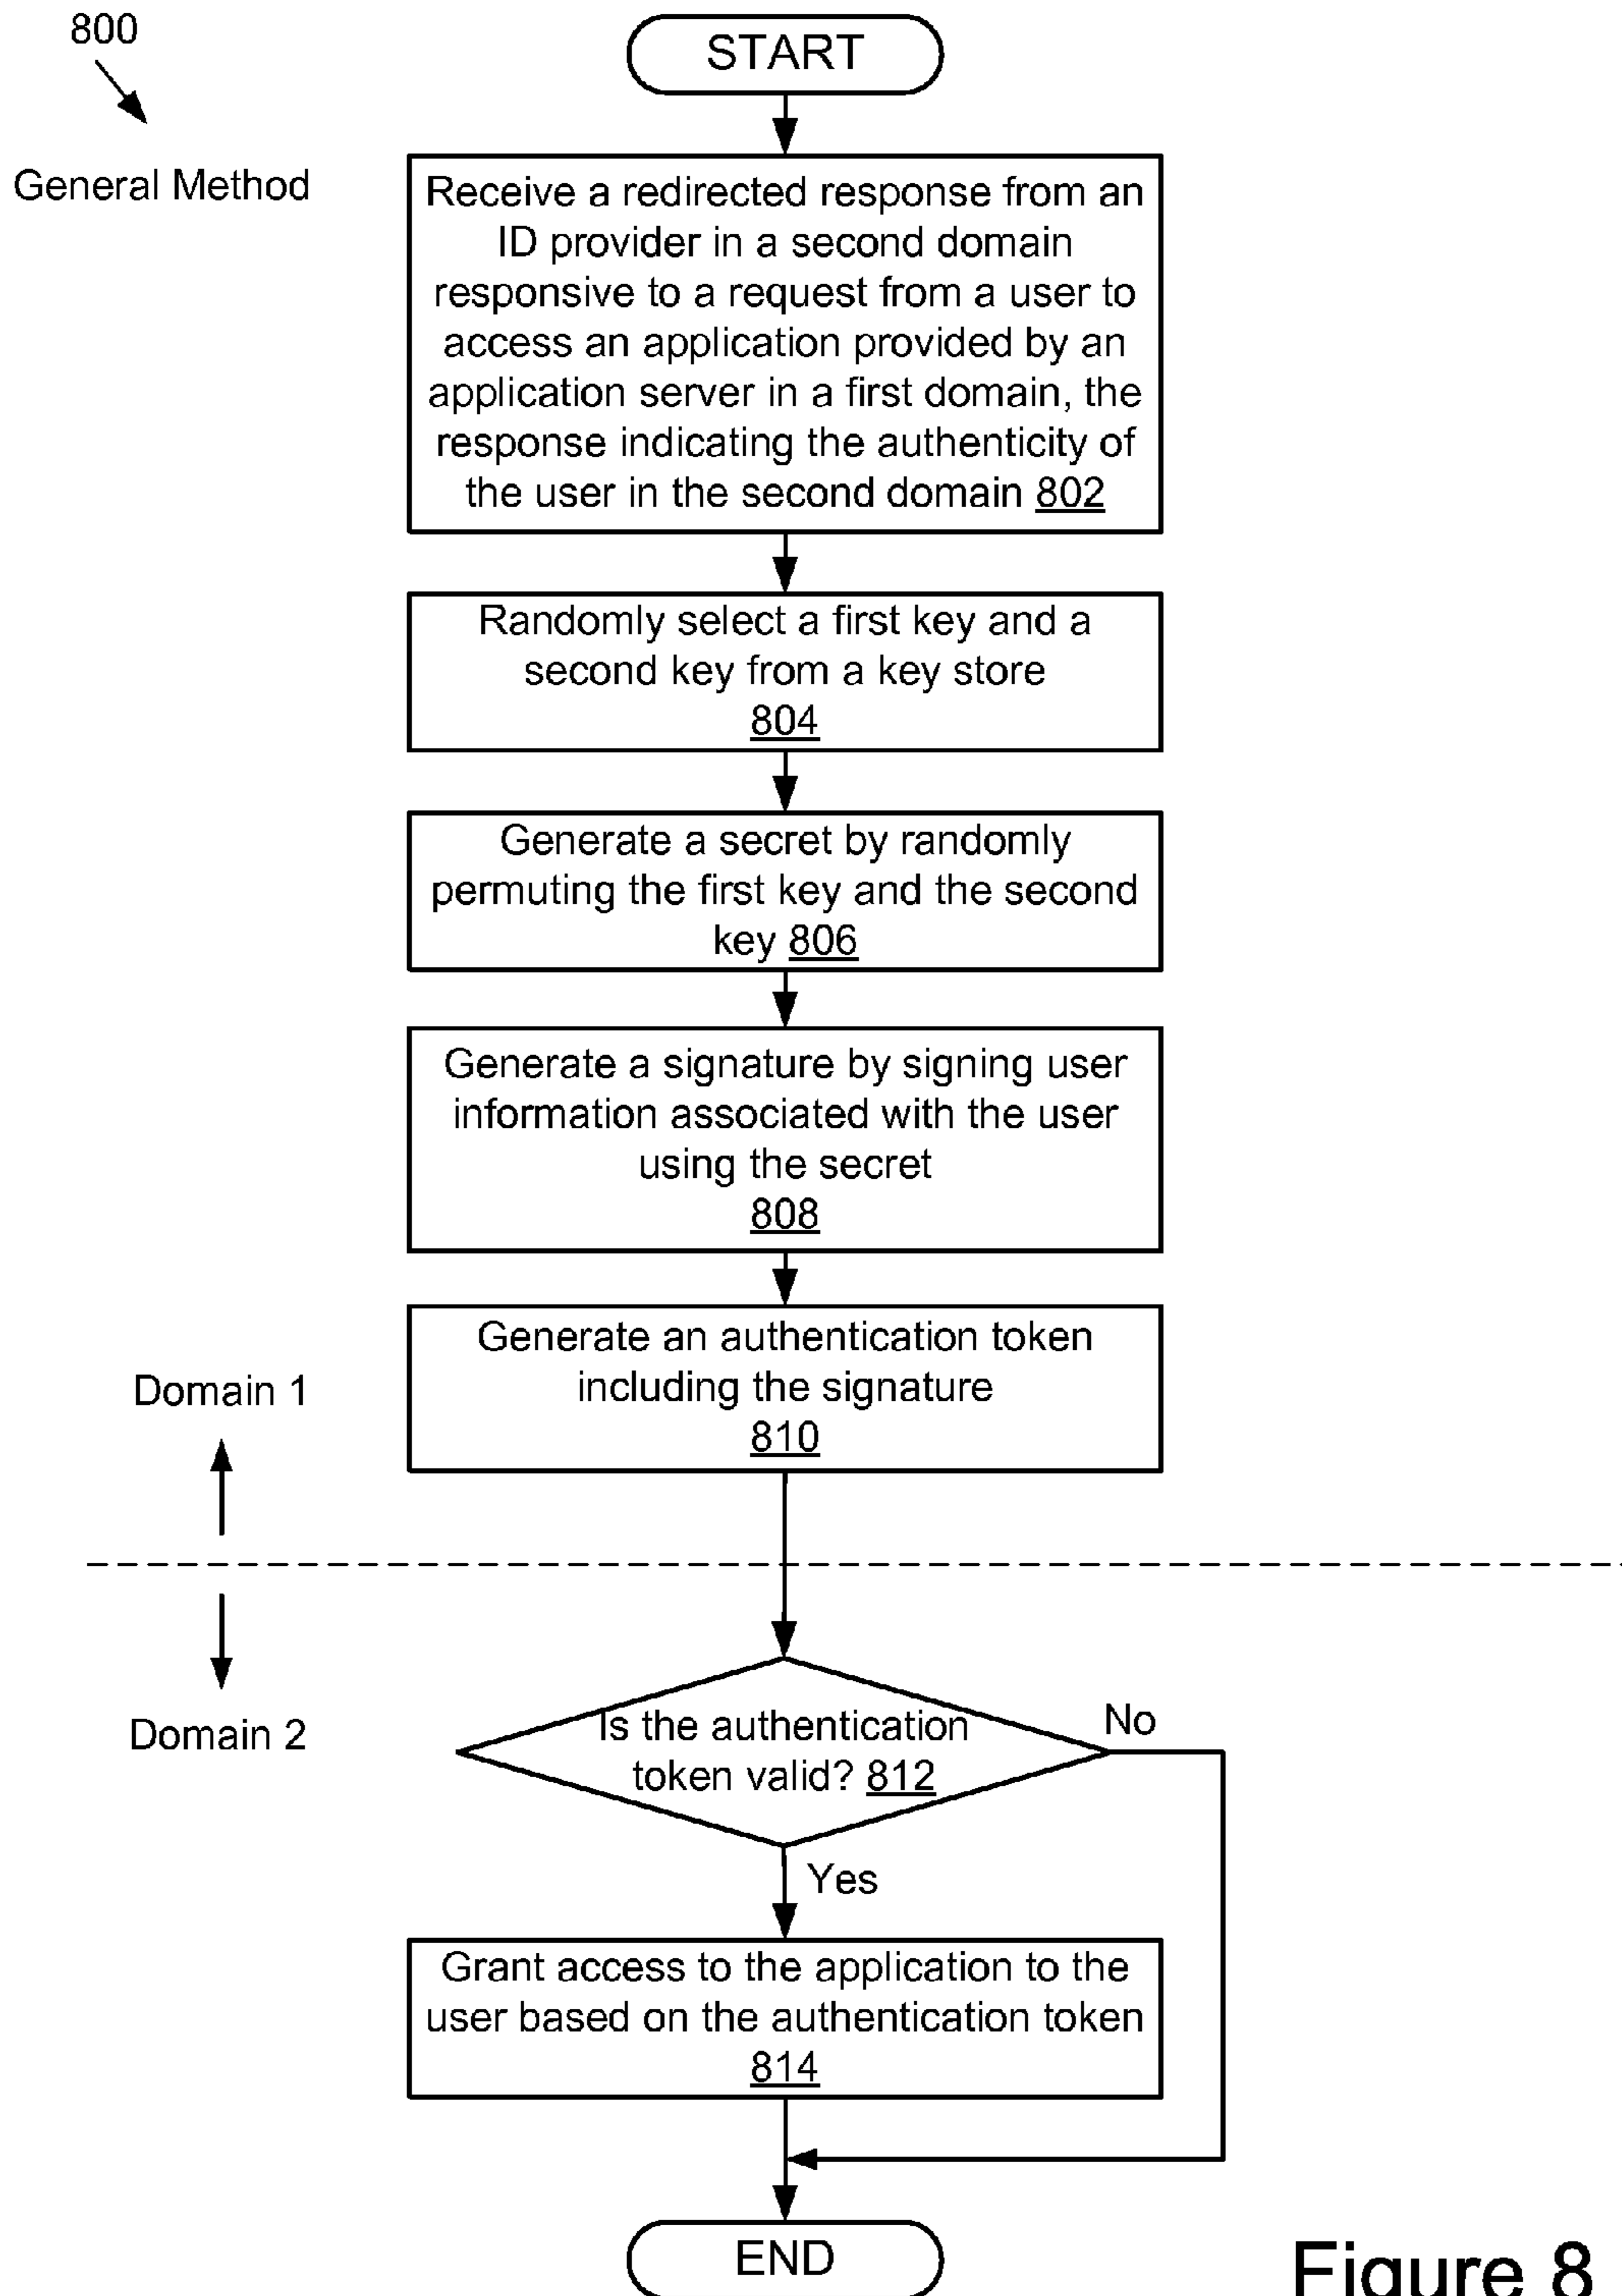 800
START
General Method
Receive a redirected response from an
ID provider in a second domain
responsive to a request from a user to
access an application provided by an
application server in a first domain, the
response indicating the authenticity of
the user in the second domain 802
Randomly select a first key and a
second key from a key store
804
Generate a secret by randomly
permuting the first key and the second
key 806
Generate a signature by signing user
information associated with the user
using the secret
808
Generate an authentication token
including the signature
810
Domain 1
Domain 2
Is the authentication
token valid? 812
No
Yes
Grant access to the application to the
user based on the authentication token
814
END
Figure 8